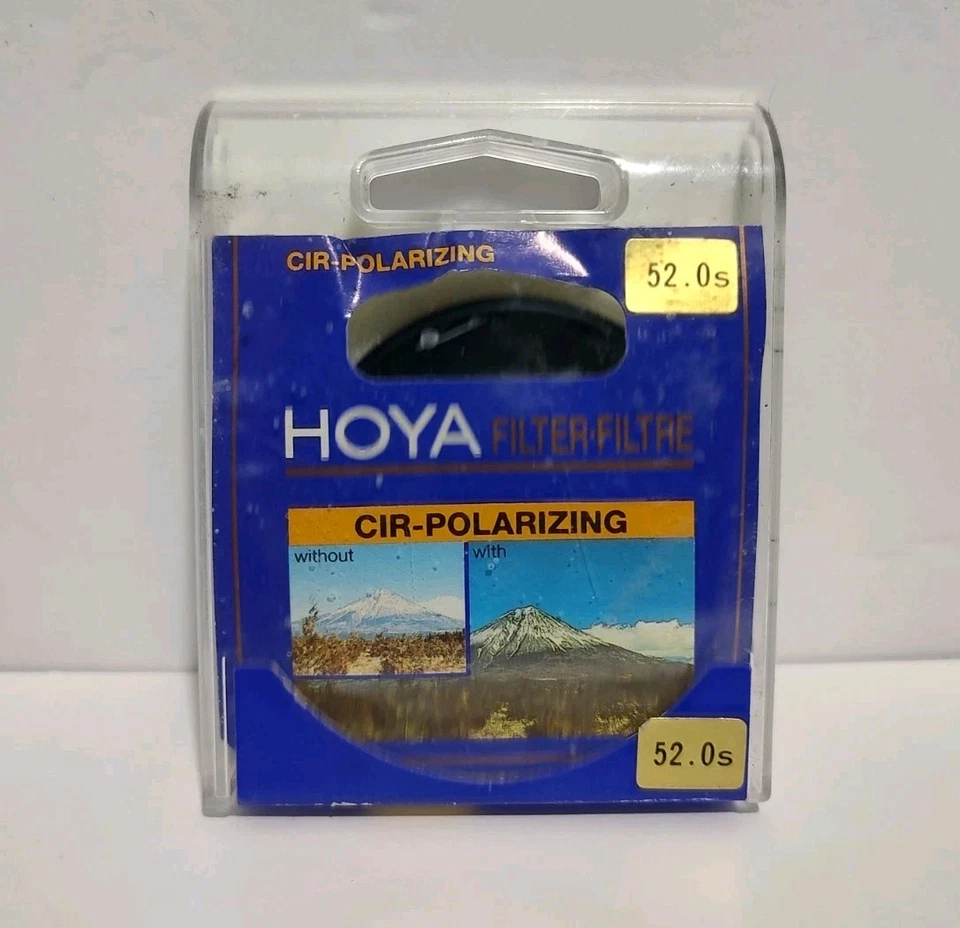 CIR-POLARIZING
52.0s
HOYA FILTER·FILTRE
CIR-POLARIZING
without
with
52.0s